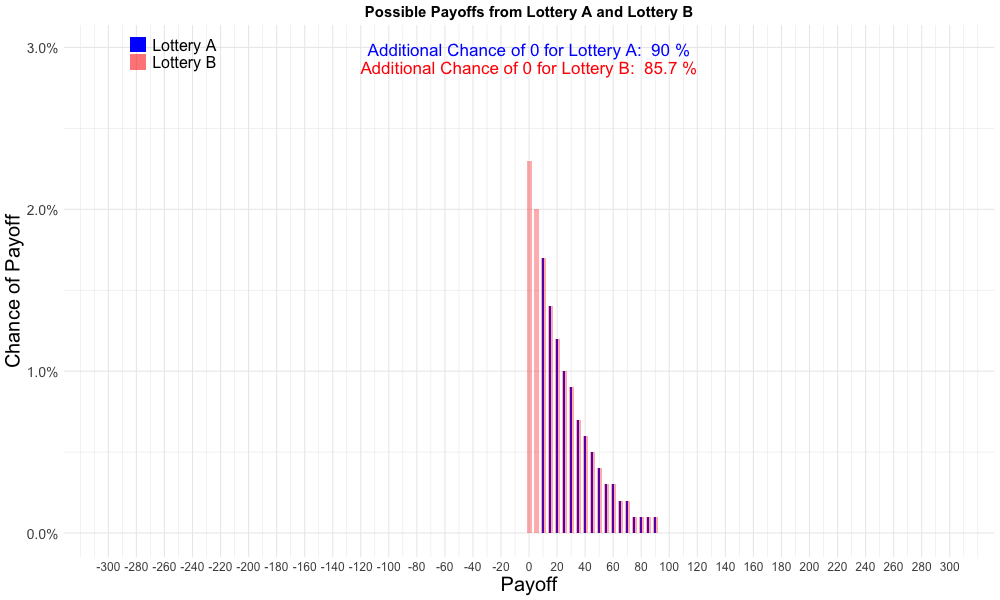 Possible Payoffs from Lottery A and Lottery B
Lottery A
Lottery B
Additional Chance of 0 for Lottery A:  90 %
Additional Chance of 0 for Lottery B:  85.7 %
Chance of Payoff
3.0%
2.0%
1.0%
0.0%
-300 -280 -260 -240 -220 -200 -180 -160 -140 -120 -100 -80 -60 -40 -20 0 20 40 60 80 100 120 140 160 180 200 220 240 260 280 300
Payoff